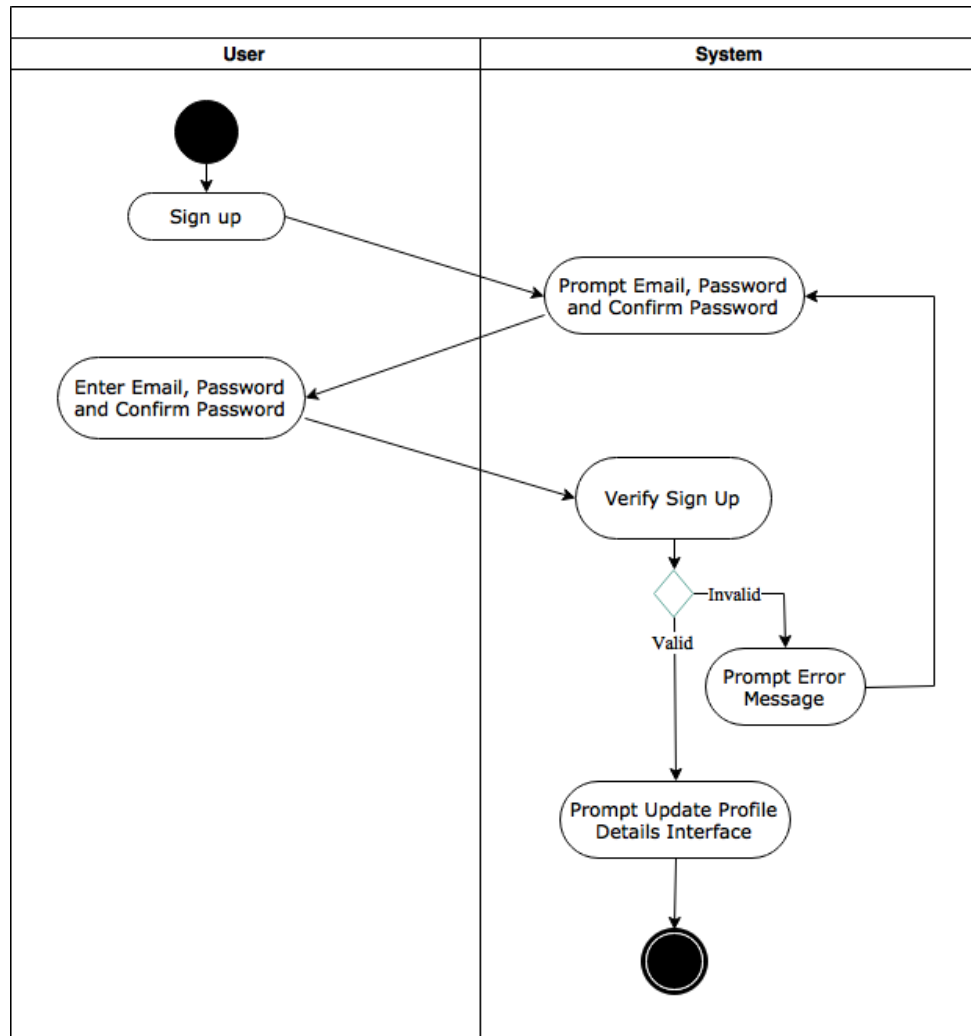 User
System
Sign up
Prompt Email, Password
and Confirm Password
Enter Email, Password
and Confirm Password
Verify Sign Up
Invalid
Valid
Prompt Error
Message
Prompt Update Profile
Details Interface